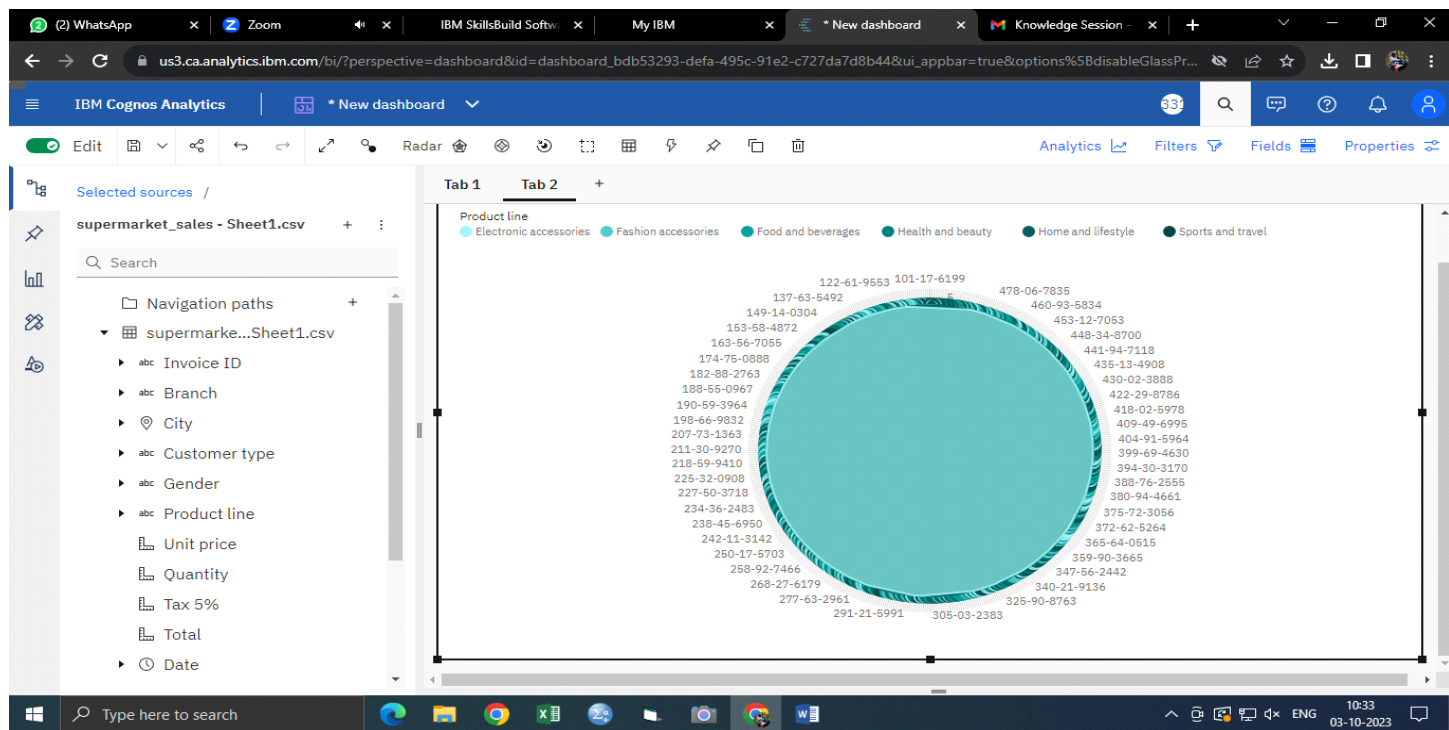 (2) WhatsApp
Zoom
IBM SkillsBuild Softw
My IBM
* New dashboard
Knowledge Session -
us3.ca.analytics.ibm.com/bi/?perspective=dashboard&id=dashboard_bdb53293-defa-495c-91e2-c727da7d8b44&ui_appbar=true&options%5BdisableGlassPr...
IBM Cognos Analytics
* New dashboard
331
Edit
Radar
Analytics
Filters
Fields
Properties
Selected sources /
Tab 1
Tab 2
supermarket_sales - Sheet1.csv
Search
Navigation paths
supermarke...Sheet1.csv
abc Invoice ID
abc Branch
City
abc Customer type
abc Gender
abc Product line
Unit price
Quantity
Tax 5%
Total
Date
Product line
Electronic accessories
Fashion accessories
Food and beverages
Health and beauty
Home and lifestyle
Sports and travel
101-17-6199
5
478-06-7835
460-93-5834
453-12-7053
448-34-8700
441-94-7118
435-13-4908
430-02-3888
422-29-8786
418-02-5978
409-49-6995
404-91-5964
399-69-4630
394-30-3170
388-76-2555
380-94-4661
375-72-3056
372-62-5264
365-64-0515
359-90-3665
347-56-2442
340-21-9136
325-90-8763
305-03-2383
291-21-5991
277-63-2961
268-27-6179
258-92-7466
250-17-5703
242-11-3142
238-45-6950
234-36-2483
227-50-3718
225-32-0908
218-59-9410
211-30-9270
207-73-1363
198-66-9832
190-59-3964
188-55-0967
182-88-2763
174-75-0888
163-56-7055
153-58-4872
149-14-0304
137-63-5492
122-61-9553
Type here to search
ENG
10:33
03-10-2023